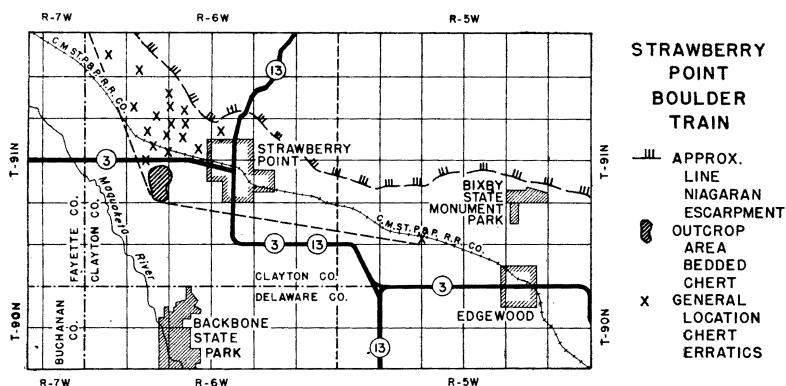 R-7W
R-6W
R-5W
C.M.ST.P.&P. R.R. CO.
13
STRAWBERRY
POINT
BOULDER
TRAIN
T-91N
3
STRAWBERRY
POINT
T-91N
APPROX.
LINE
NIAGARAN
ESCARPMENT
BIXBY
STATE
MONUMENT
PARK
Maquoketa
River
C.M.ST.P.&P. R.R. CO.
FAYETTE CO.
CLAYTON CO.
3
13
OUTCROP
AREA
BEDDED
CHERT
CLAYTON CO.
DELAWARE CO.
3
X GENERAL
LOCATION
CHERT
ERRATICS
T-90N
BUCHANAN
CO.
BACKBONE
STATE
PARK
EDGEWOOD
T-90N
13
R-7W
R-6W
R-5W